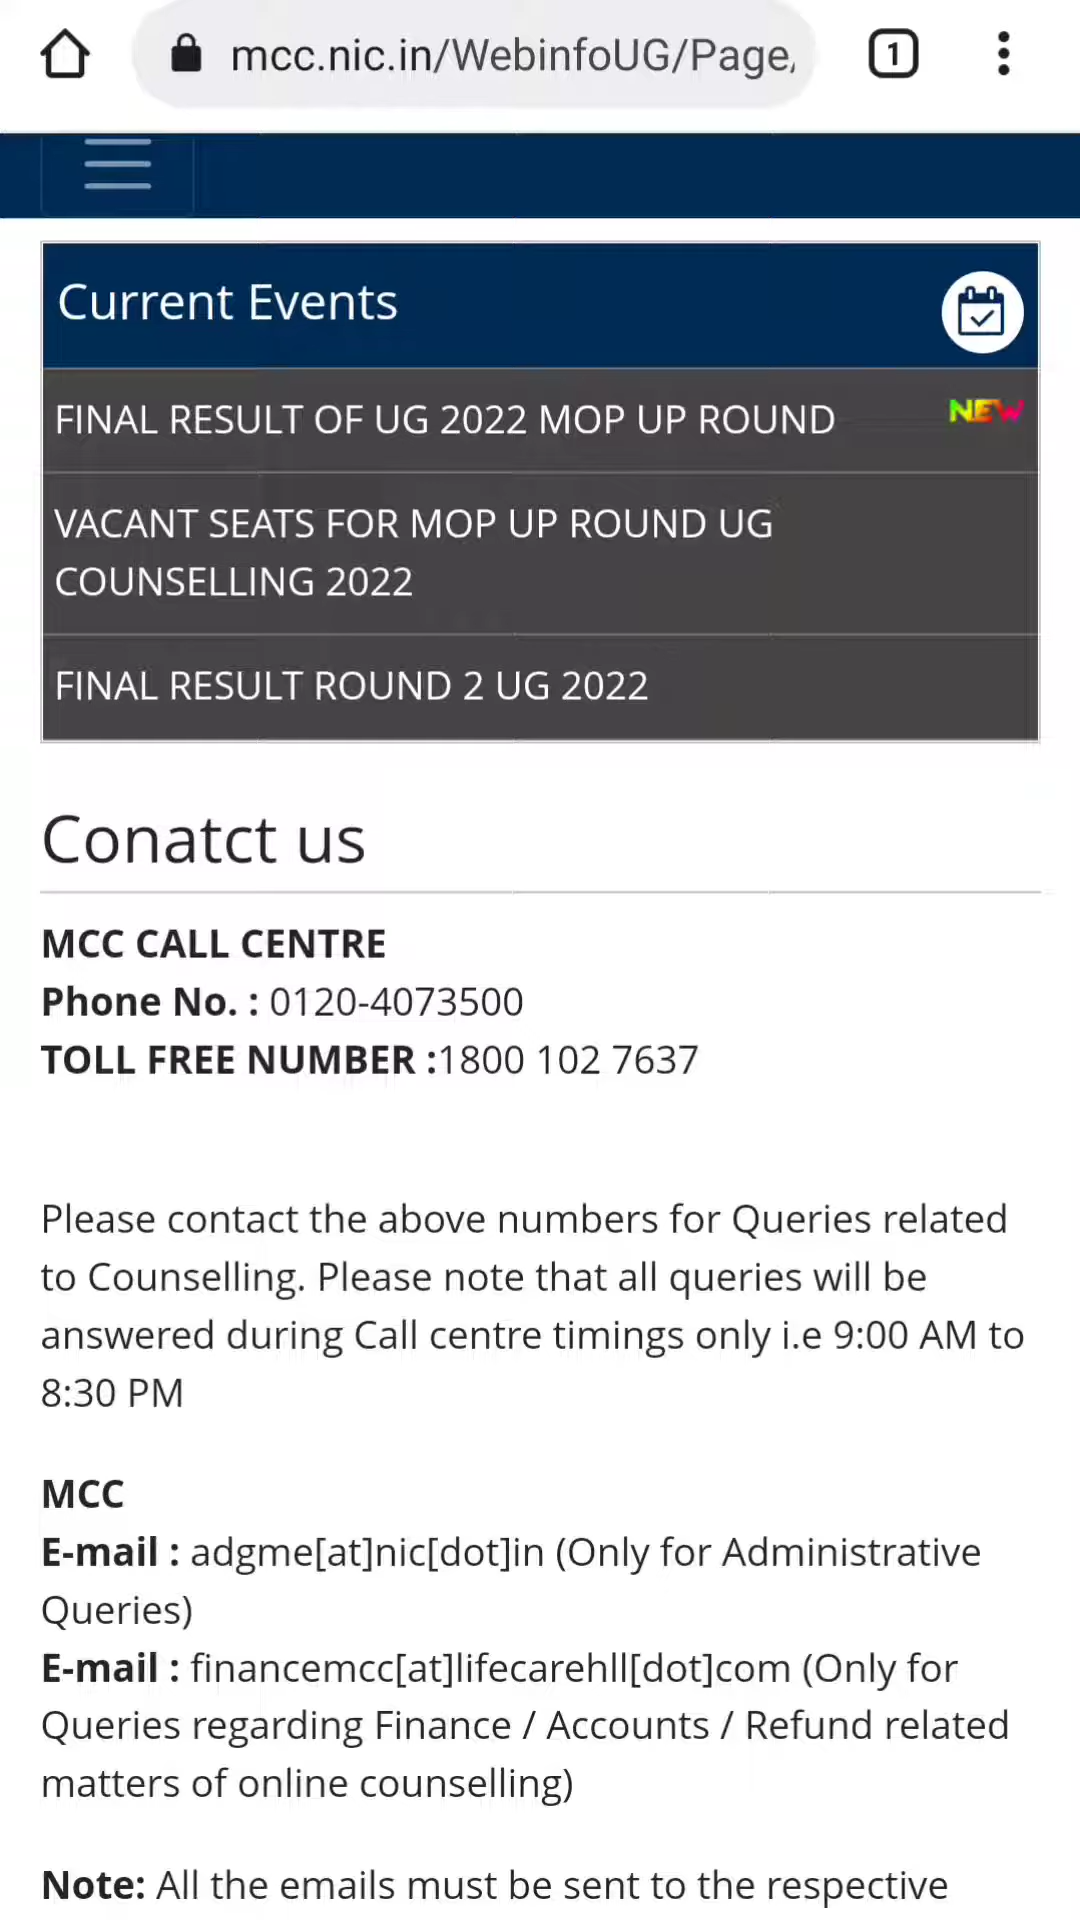 mcc.nic.in/WebinfoUG/Page,
1
Current Events
FINAL RESULT OF UG 2022 MOP UP ROUND
NEW
VACANT SEATS FOR MOP UP ROUND UG
COUNSELLING 2022
FINAL RESULT ROUND 2 UG 2022
Conatct us
MCC CALL CENTRE
Phone No. : 0120-4073500
TOLL FREE NUMBER :1800 102 7637
Please contact the above numbers for Queries related
to Counselling. Please note that all queries will be
answered during Call centre timings only i.e 9:00 AM to
8:30 PM
MCC
E-mail : adgme[at]nic[dot]in (Only for Administrative
Queries)
E-mail : financemcc[at]lifecarehll[dot]com (Only for
Queries regarding Finance / Accounts / Refund related
matters of online counselling)
Note: All the emails must be sent to the respective